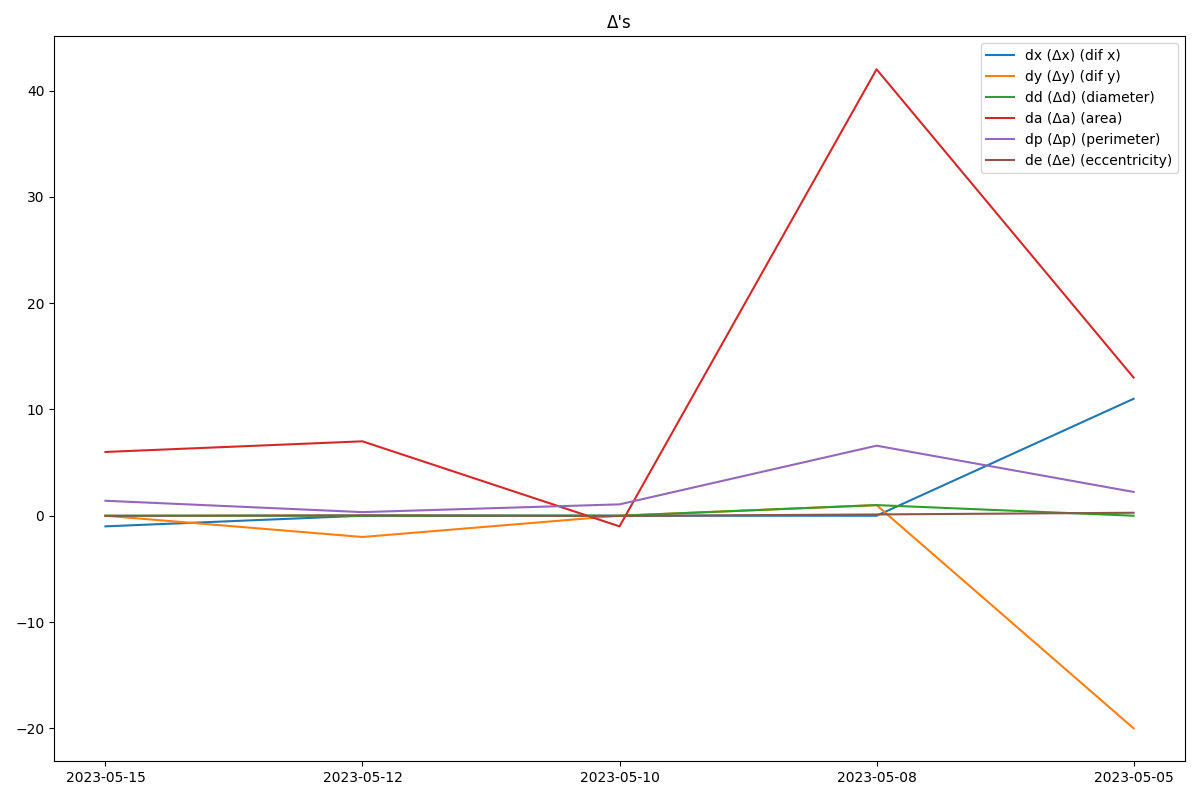 Δ's
dx (Δx) (dif x)
dy (Δy) (dif y)
dd (Δd) (diameter)
da (Δa) (area)
dp (Δp) (perimeter)
de (Δe) (eccentricity)
40
30
20
10
0
−10
−20
2023-05-15 2023-05-12 2023-05-10 2023-05-08 2023-05-05